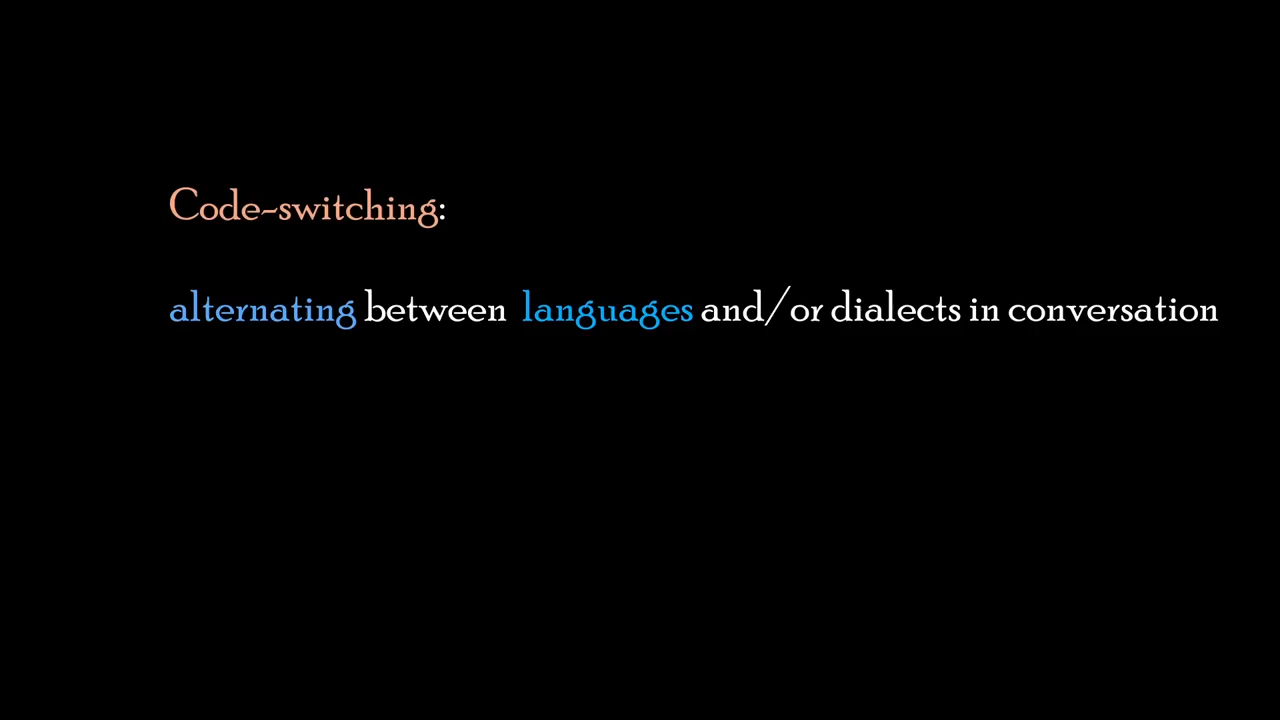 Code-switching:
alternating between languages and/or dialects in conversation